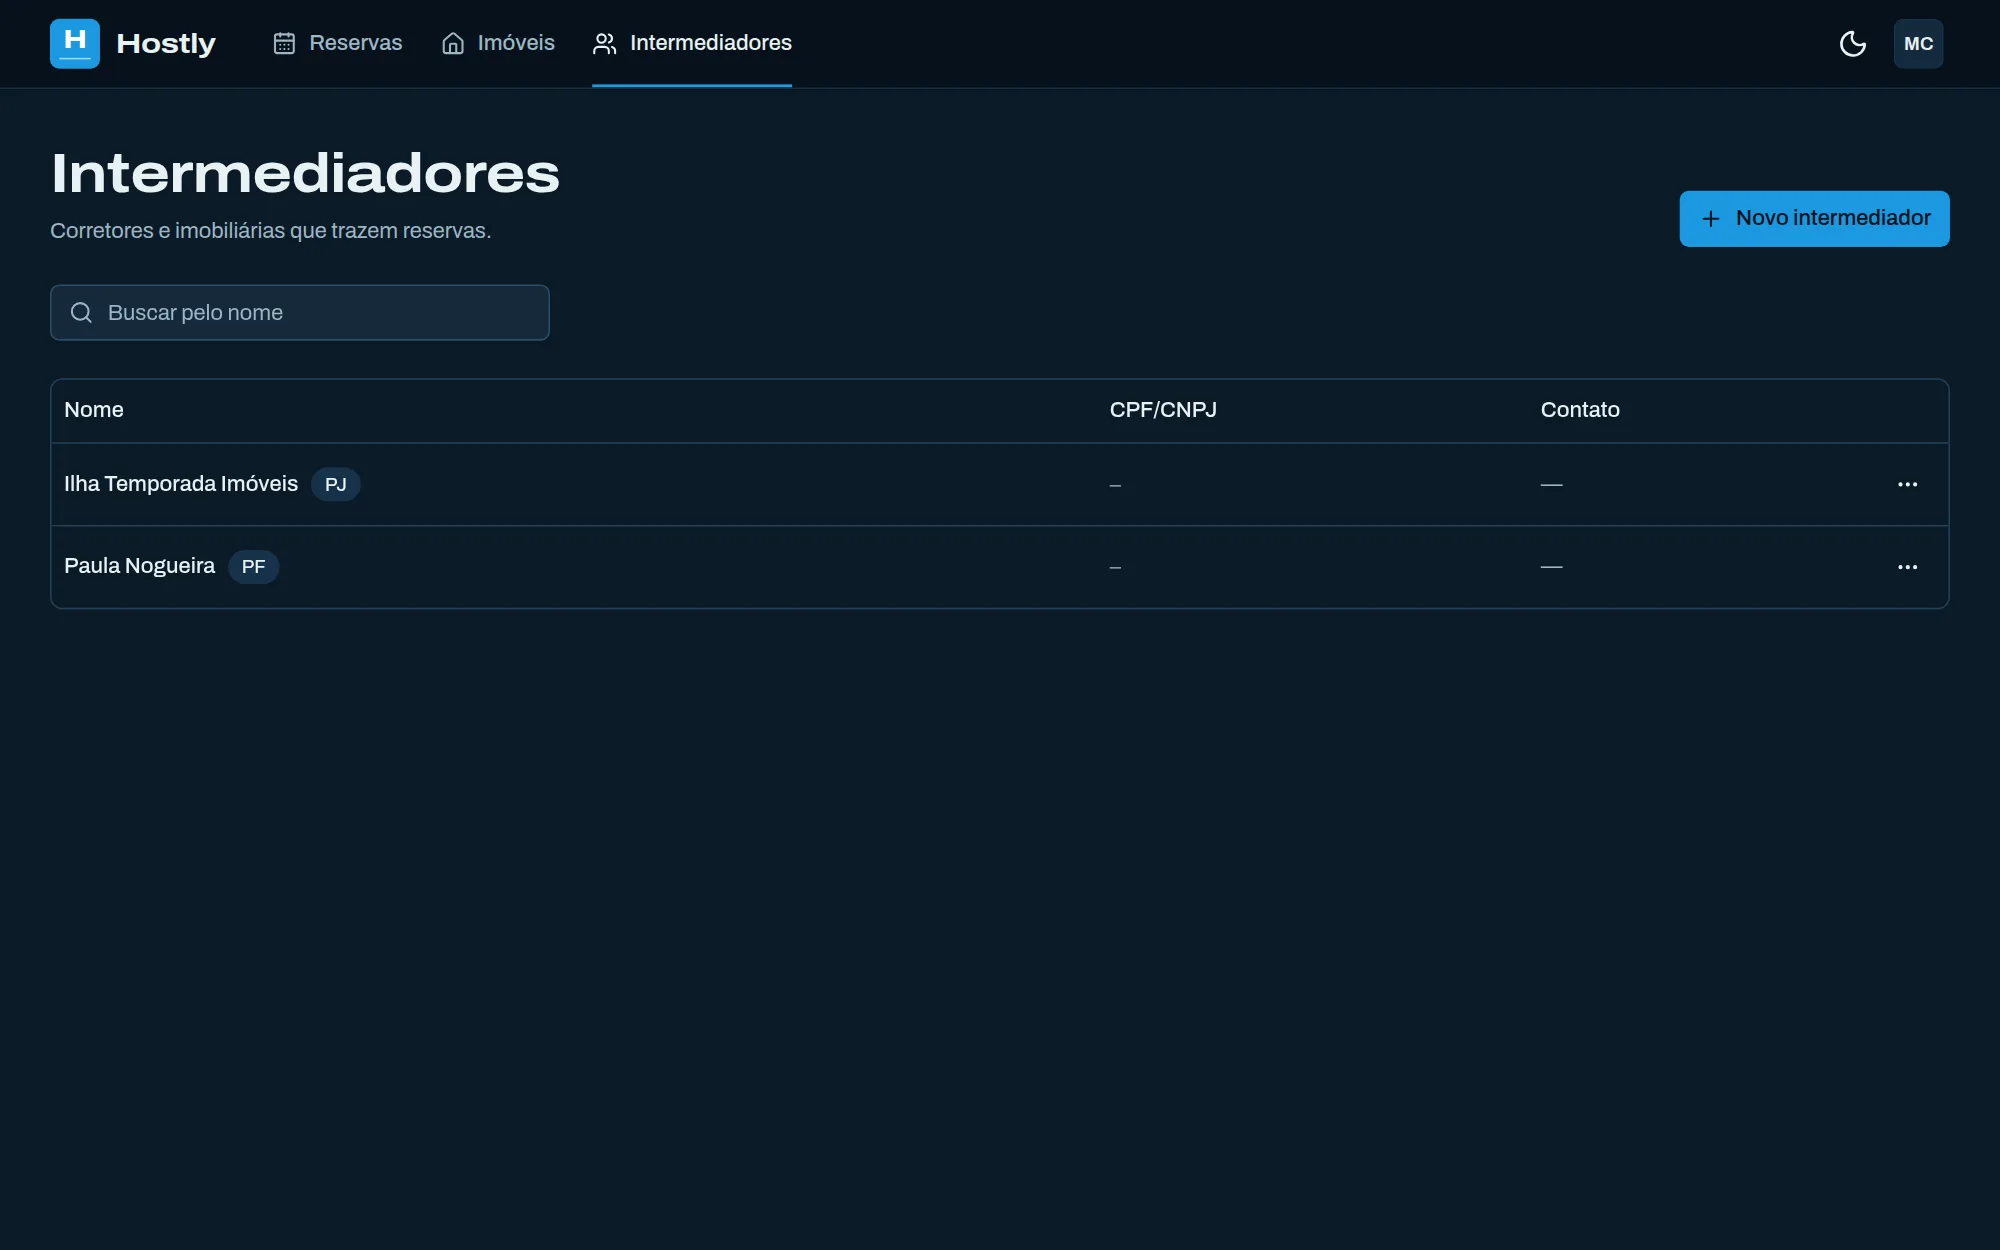 H Hostly Reservas Imóveis Intermediadores MC
Intermediadores
Corretores e imobiliárias que trazem reservas.
+ Novo intermediador
Buscar pelo nome
Nome CPF/CNPJ Contato
Ilha Temporada Imóveis PJ – — ...
Paula Nogueira PF – — ...